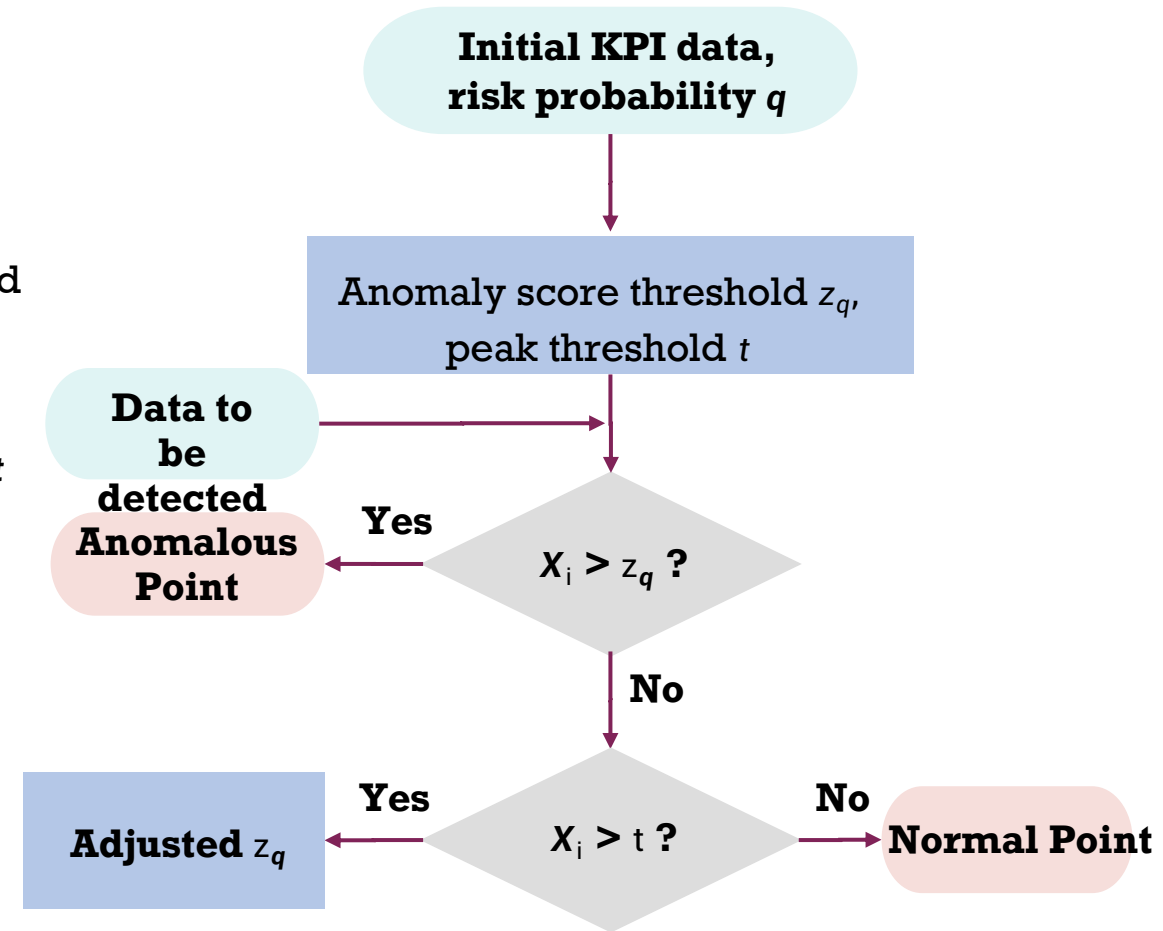 Initial KPI data,
risk probability q
Anomaly score threshold zq,
peak threshold t
Data to
be
detected
Anomalous
Point
Yes
Xi > zq ?
No
Yes
Adjusted zq
Xi > t ?
No
Normal Point